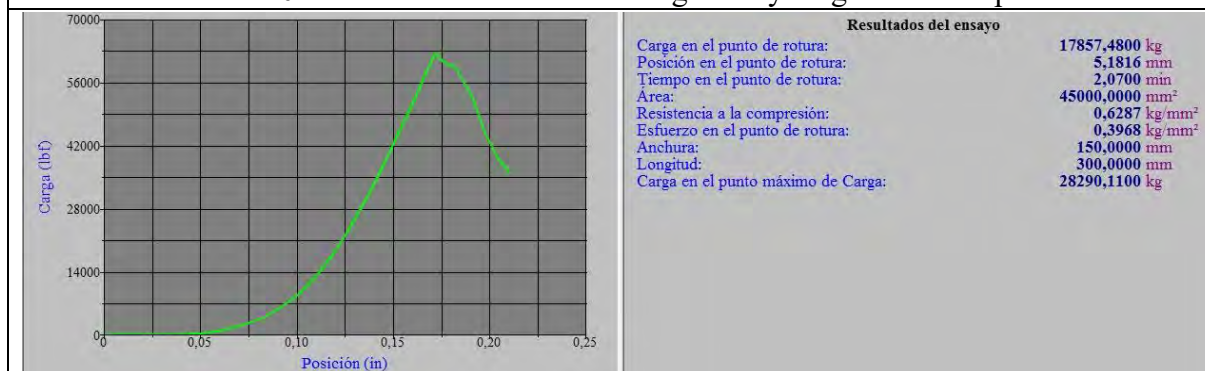 70000
56000
42000
28000
14000
0
Carga (lbf)
0 0,05 0,10 0,15 0,20 0,25
Posición (in)
Resultados del ensayo
Carga en el punto de rotura: 17857,4800 kg
Posición en el punto de rotura: 5,1816 mm
Tiempo en el punto de rotura: 2,0700 min
Área: 45000,0000 mm²
Resistencia a la compresión: 0,6287 kg/mm²
Esfuerzo en el punto de rotura: 0,3968 kg/mm²
Anchura: 150,0000 mm
Longitud: 300,0000 mm
Carga en el punto máximo de Carga: 28290,1100 kg